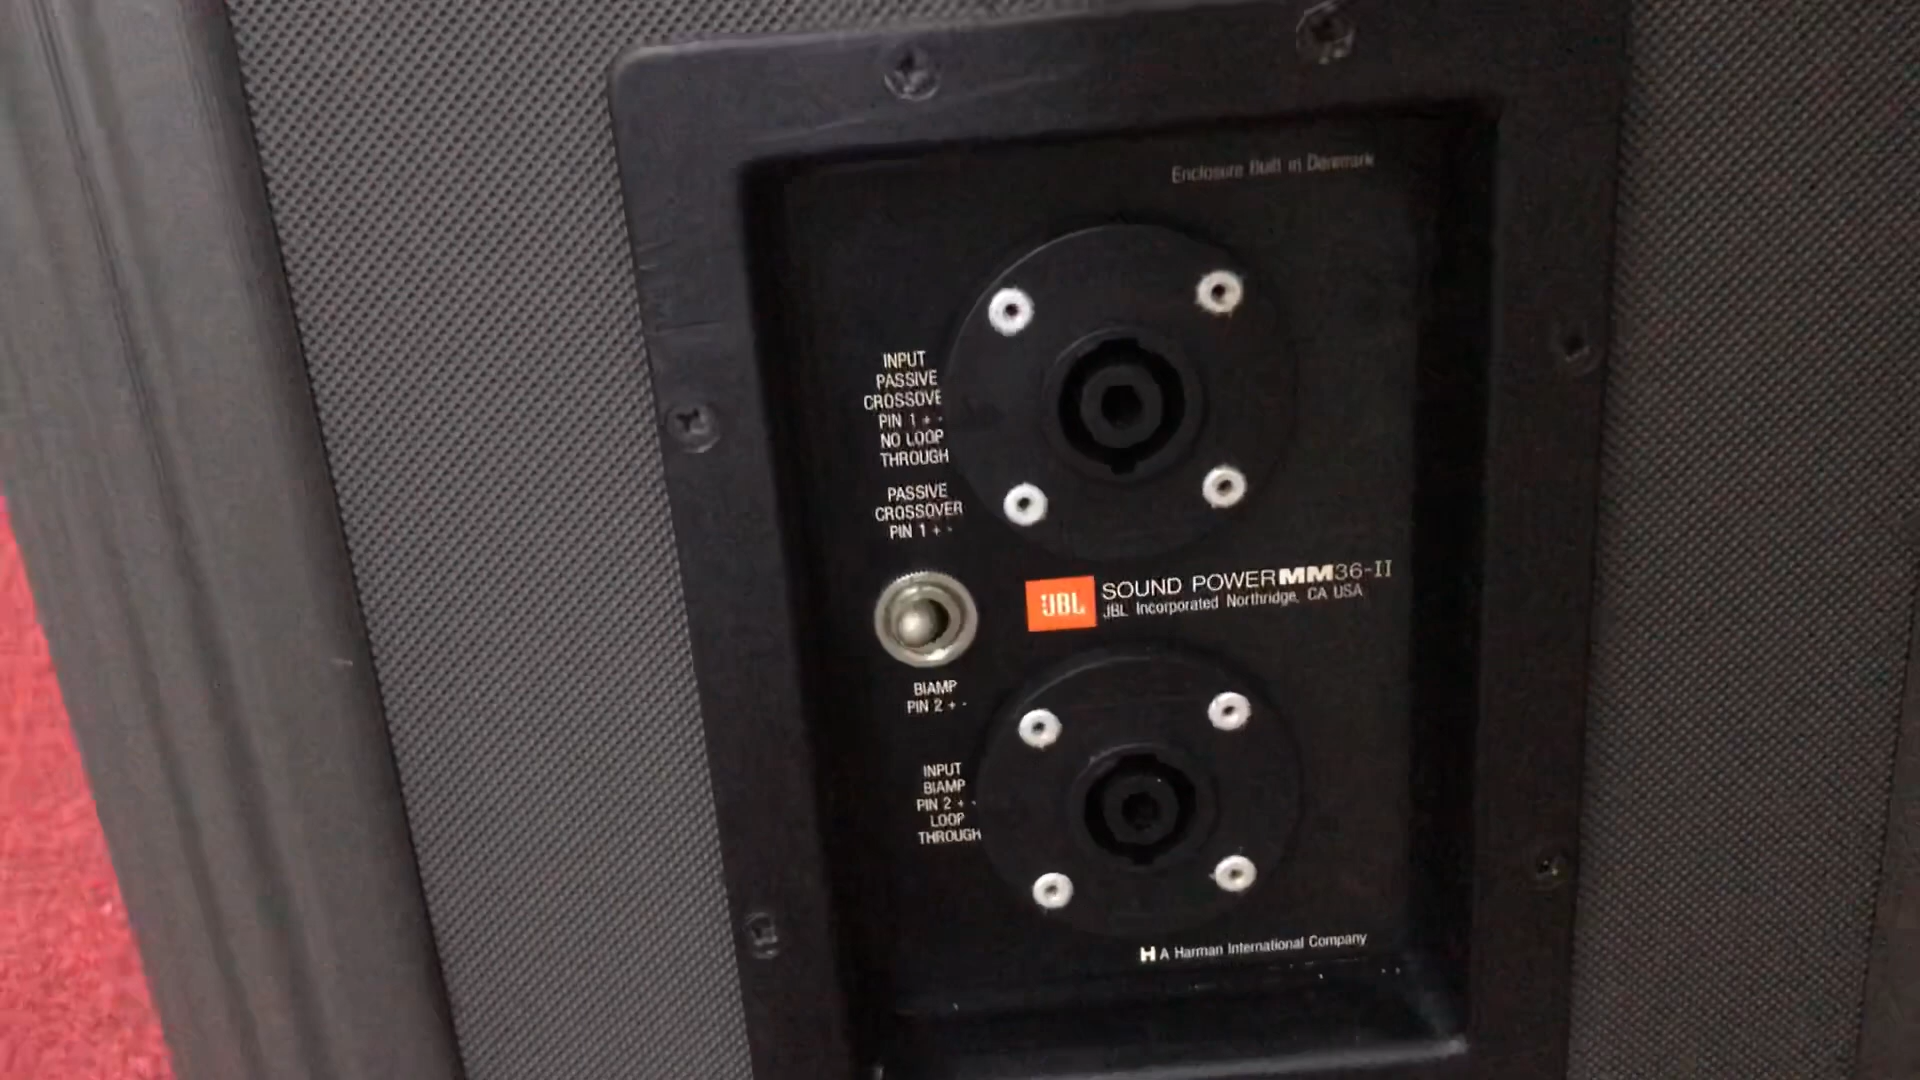 Enclosure Built in Denmark
INPUT
PASSIVE
CROSSOVE
PIN 1 + -
NO LOOP
THROUGH
PASSIVE
CROSSOVER
PIN 1 + -
JBL
SOUND POWER MM36-II
JBL Incorporated Northridge, CA USA
BIAMP
PIN 2 + -
INPUT
BIAMP
PIN 2 + -
LOOP
THROUGH
H A Harman International Company